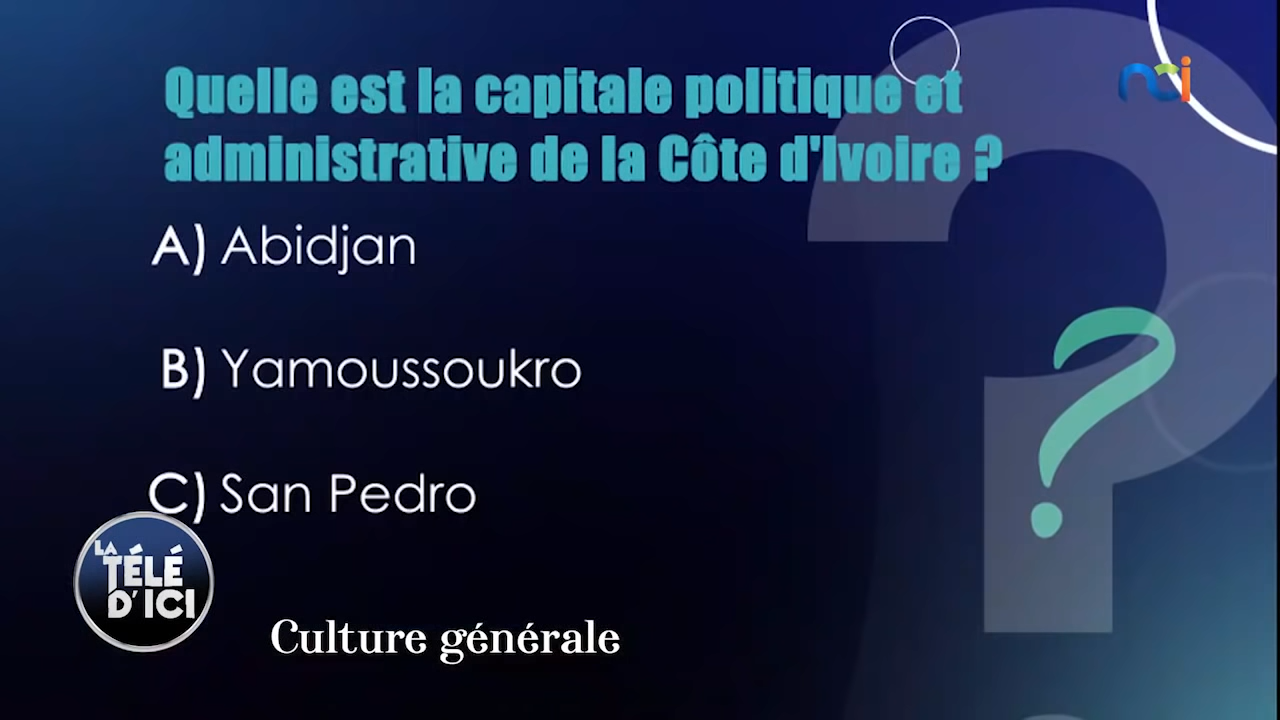 nci
Quelle est la capitale politique et
administrative de la Côte d'Ivoire ?
A) Abidjan
B) Yamoussoukro
C) San Pedro
LA
TÉLÉ
D'ICI
Culture générale